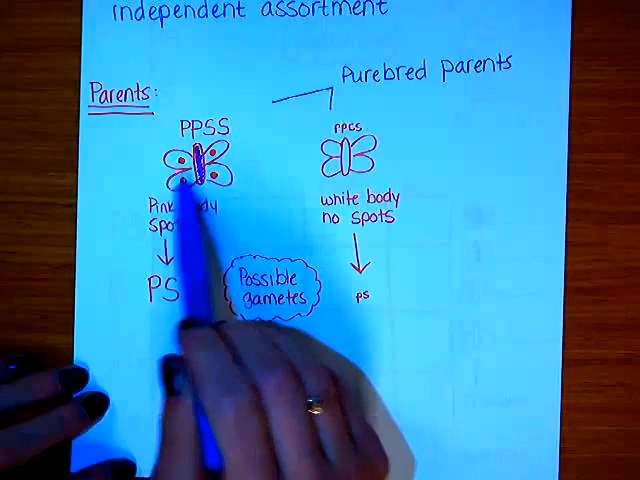 independent assortment
Purebred parents
Parents:
PPSS
ppss
white body
no spots
PS
Possible
gametes
ps